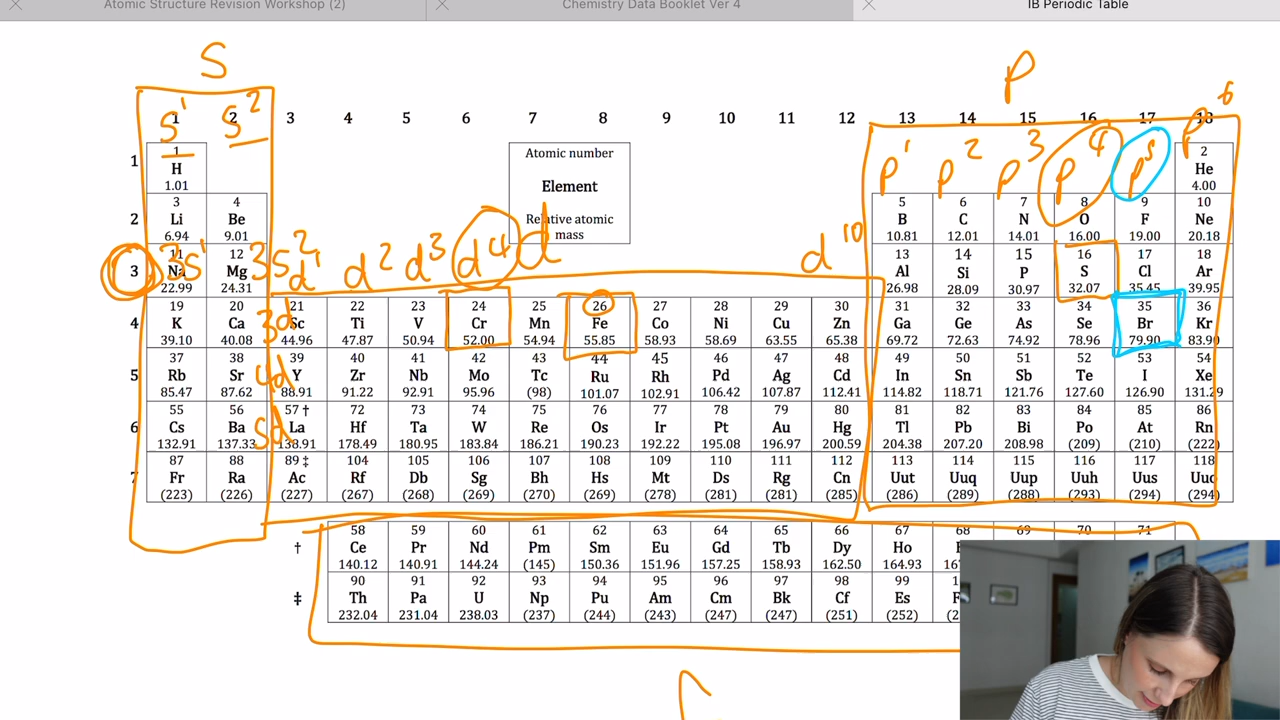 Atomic Structure Revision Workshop (2) Chemistry Data Booklet Ver 4 IB Periodic Table
S P
S¹ S² P⁶
1 2 3 4 5 6 7 8 9 10 11 12 13 14 15 16 17 18
p¹ p² p³ p⁴ p⁵
1 1 Atomic number 2
H Element He
1.01 Relative atomic mass 4.00
2 3 4 5 6 7 8 9 10
Li Be B C N O F Ne
6.94 9.01 10.81 12.01 14.01 16.00 19.00 20.18
3s¹ 3s² d¹ d² d³ d⁴ d d¹⁰
3 11 12 13 14 15 16 17 18
Na Mg Al Si P S Cl Ar
22.99 24.31 26.98 28.09 30.97 32.07 35.45 39.95
3d
4 19 20 21 22 23 24 25 26 27 28 29 30 31 32 33 34 35 36
K Ca Sc Ti V Cr Mn Fe Co Ni Cu Zn Ga Ge As Se Br Kr
39.10 40.08 44.96 47.87 50.94 52.00 54.94 55.85 58.93 58.69 63.55 65.38 69.72 72.63 74.92 78.96 79.90 83.90
4d
5 37 38 39 40 41 42 43 44 45 46 47 48 49 50 51 52 53 54
Rb Sr Y Zr Nb Mo Tc Ru Rh Pd Ag Cd In Sn Sb Te I Xe
85.47 87.62 88.91 91.22 92.91 95.96 (98) 101.07 102.91 106.42 107.87 112.41 114.82 118.71 121.76 127.60 126.90 131.29
5d
6 55 56 57 † 72 73 74 75 76 77 78 79 80 81 82 83 84 85 86
Cs Ba La Hf Ta W Re Os Ir Pt Au Hg Tl Pb Bi Po At Rn
132.91 137.33 138.91 178.49 180.95 183.84 186.21 190.23 192.22 195.08 196.97 200.59 204.38 207.20 208.98 (209) (210) (222)
7 87 88 89 ‡ 104 105 106 107 108 109 110 111 112 113 114 115 116 117 118
Fr Ra Ac Rf Db Sg Bh Hs Mt Ds Rg Cn Uut Uug Uup Uuh Uus Uuo
(223) (226) (227) (267) (268) (269) (270) (269) (278) (281) (281) (285) (286) (289) (288) (293) (294) (294)
58 59 60 61 62 63 64 65 66 67 68 69 70 71
† Ce Pr Nd Pm Sm Eu Gd Tb Dy Ho
140.12 140.91 144.24 (145) 150.36 151.96 157.25 158.93 162.50 164.93
90 91 92 93 94 95 96 97 98 99
‡ Th Pa U Np Pu Am Cm Bk Cf Es
232.04 231.04 238.03 (237) (244) (243) (247) (247) (251) (252)